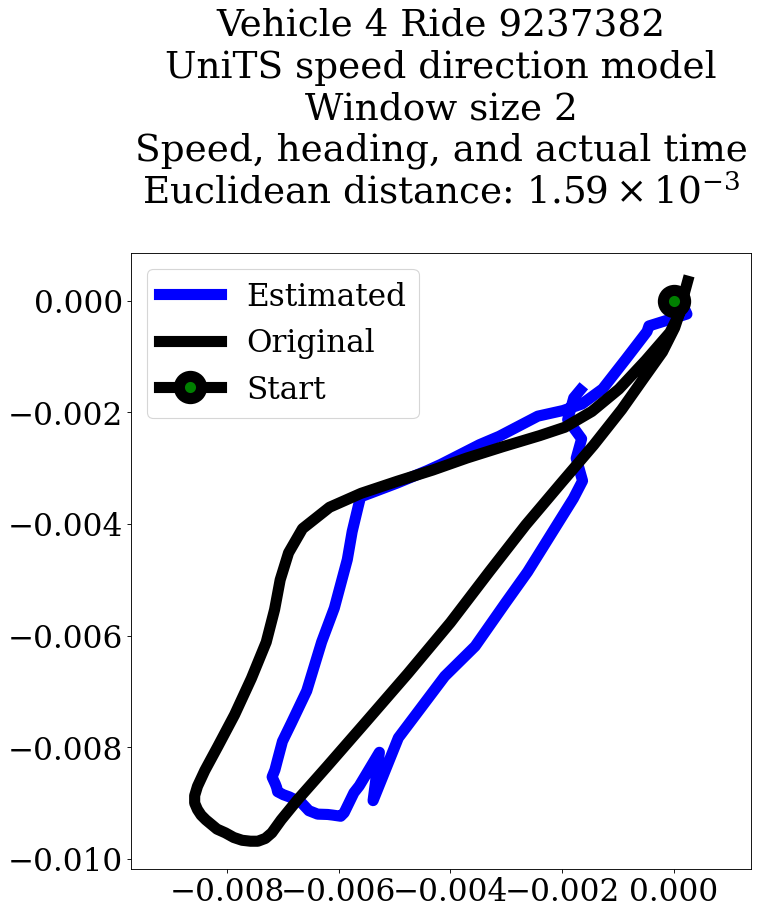 Vehicle 4 Ride 9237382
UniTS speed direction model
Window size 2
Speed, heading, and actual time
Euclidean distance: 1.59 × 10⁻³
Estimated
Original
Start
0.000
−0.002
−0.004
−0.006
−0.008
−0.010
−0.008 −0.006 −0.004 −0.002 0.000